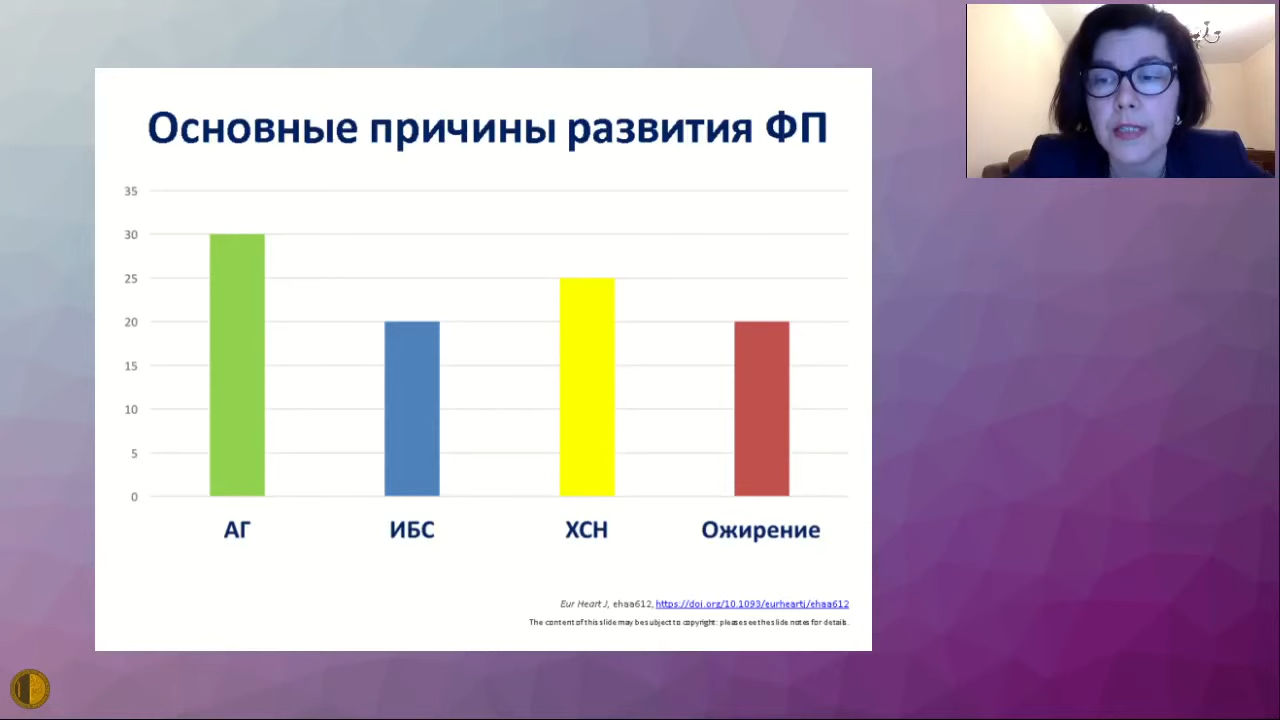 Основные причины развития ФП
35
30
25
20
15
10
5
0
АГ ИБС ХСН Ожирение
Eur Heart J, ehaa612, https://doi.org/10.1093/eurheartj/ehaa612
The content of this slide may be subject to copyright: please see the slide notes for details.